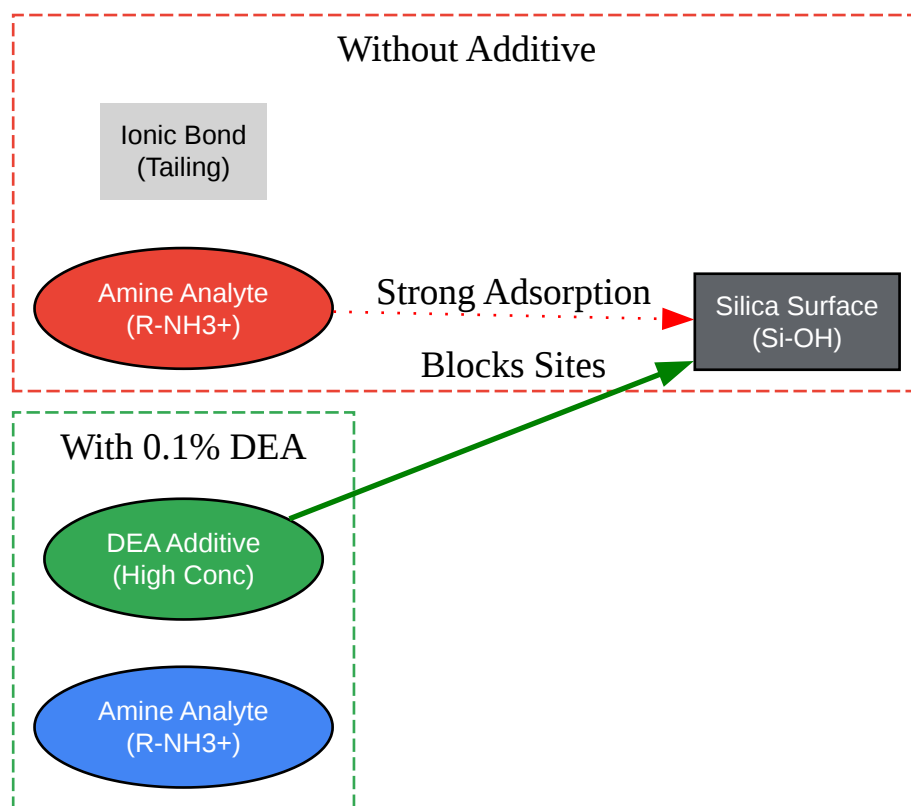 Without Additive
Ionic Bond
(Tailing)
Amine Analyte
(R-NH3+)
Strong Adsorption
Silica Surface
(Si-OH)
Blocks Sites
With 0.1% DEA
DEA Additive
(High Conc)
Amine Analyte
(R-NH3+)